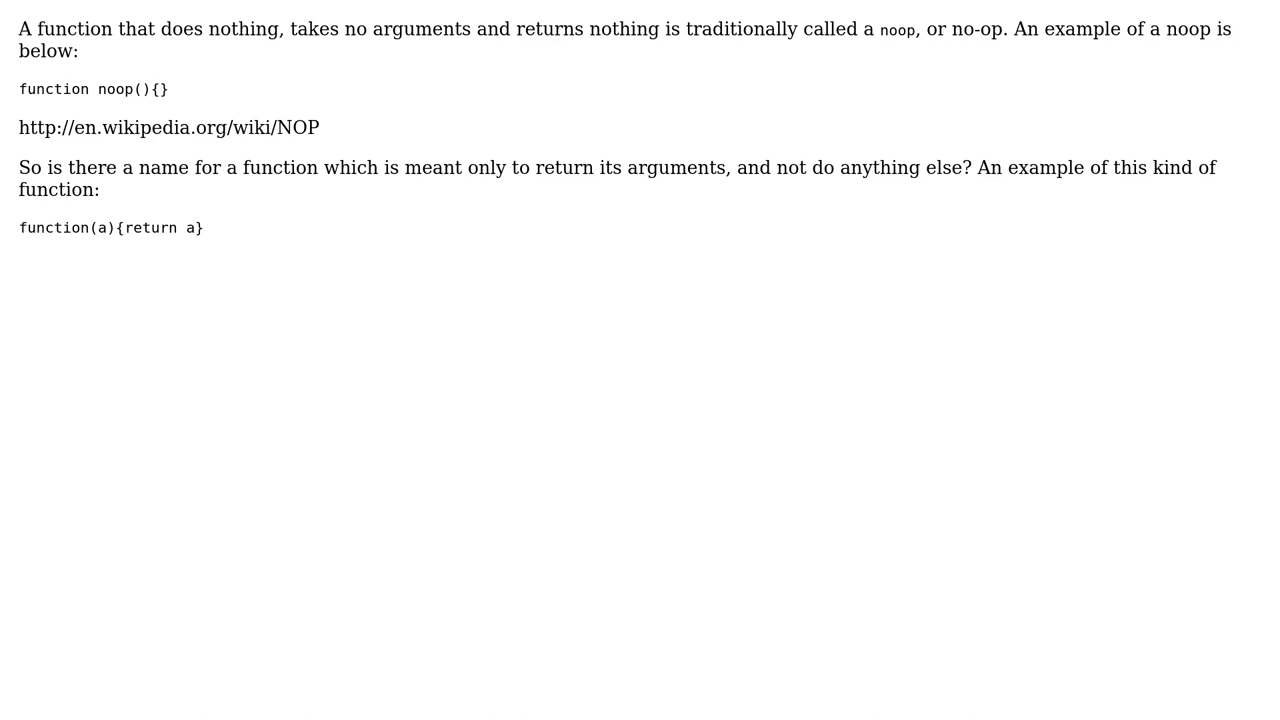 A function that does nothing, takes no arguments and returns nothing is traditionally called a noop, or no-op. An example of a noop is
below:
function noop(){}
http://en.wikipedia.org/wiki/NOP
So is there a name for a function which is meant only to return its arguments, and not do anything else? An example of this kind of
function:
function(a){return a}